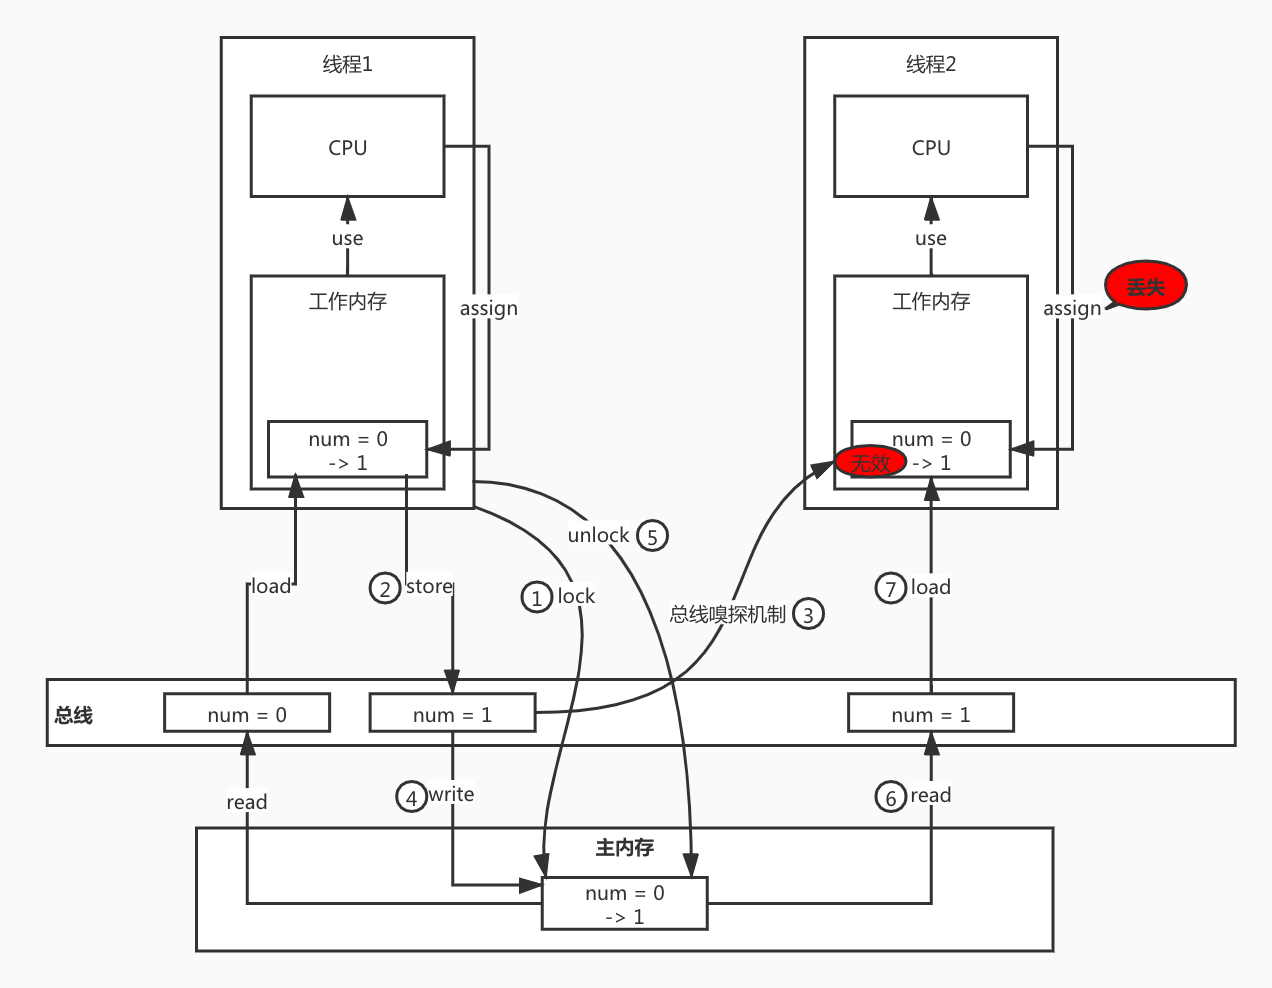 线程1
CPU
use
工作内存
assign
num = 0
-> 1
线程2
CPU
use
工作内存
assign
丢失
num = 0
-> 1
无效
load
② store
① lock
unlock ⑤
总线嗅探机制 ③
⑦ load
总线
num = 0
num = 1
num = 1
read
④ write
⑥ read
主内存
num = 0
-> 1